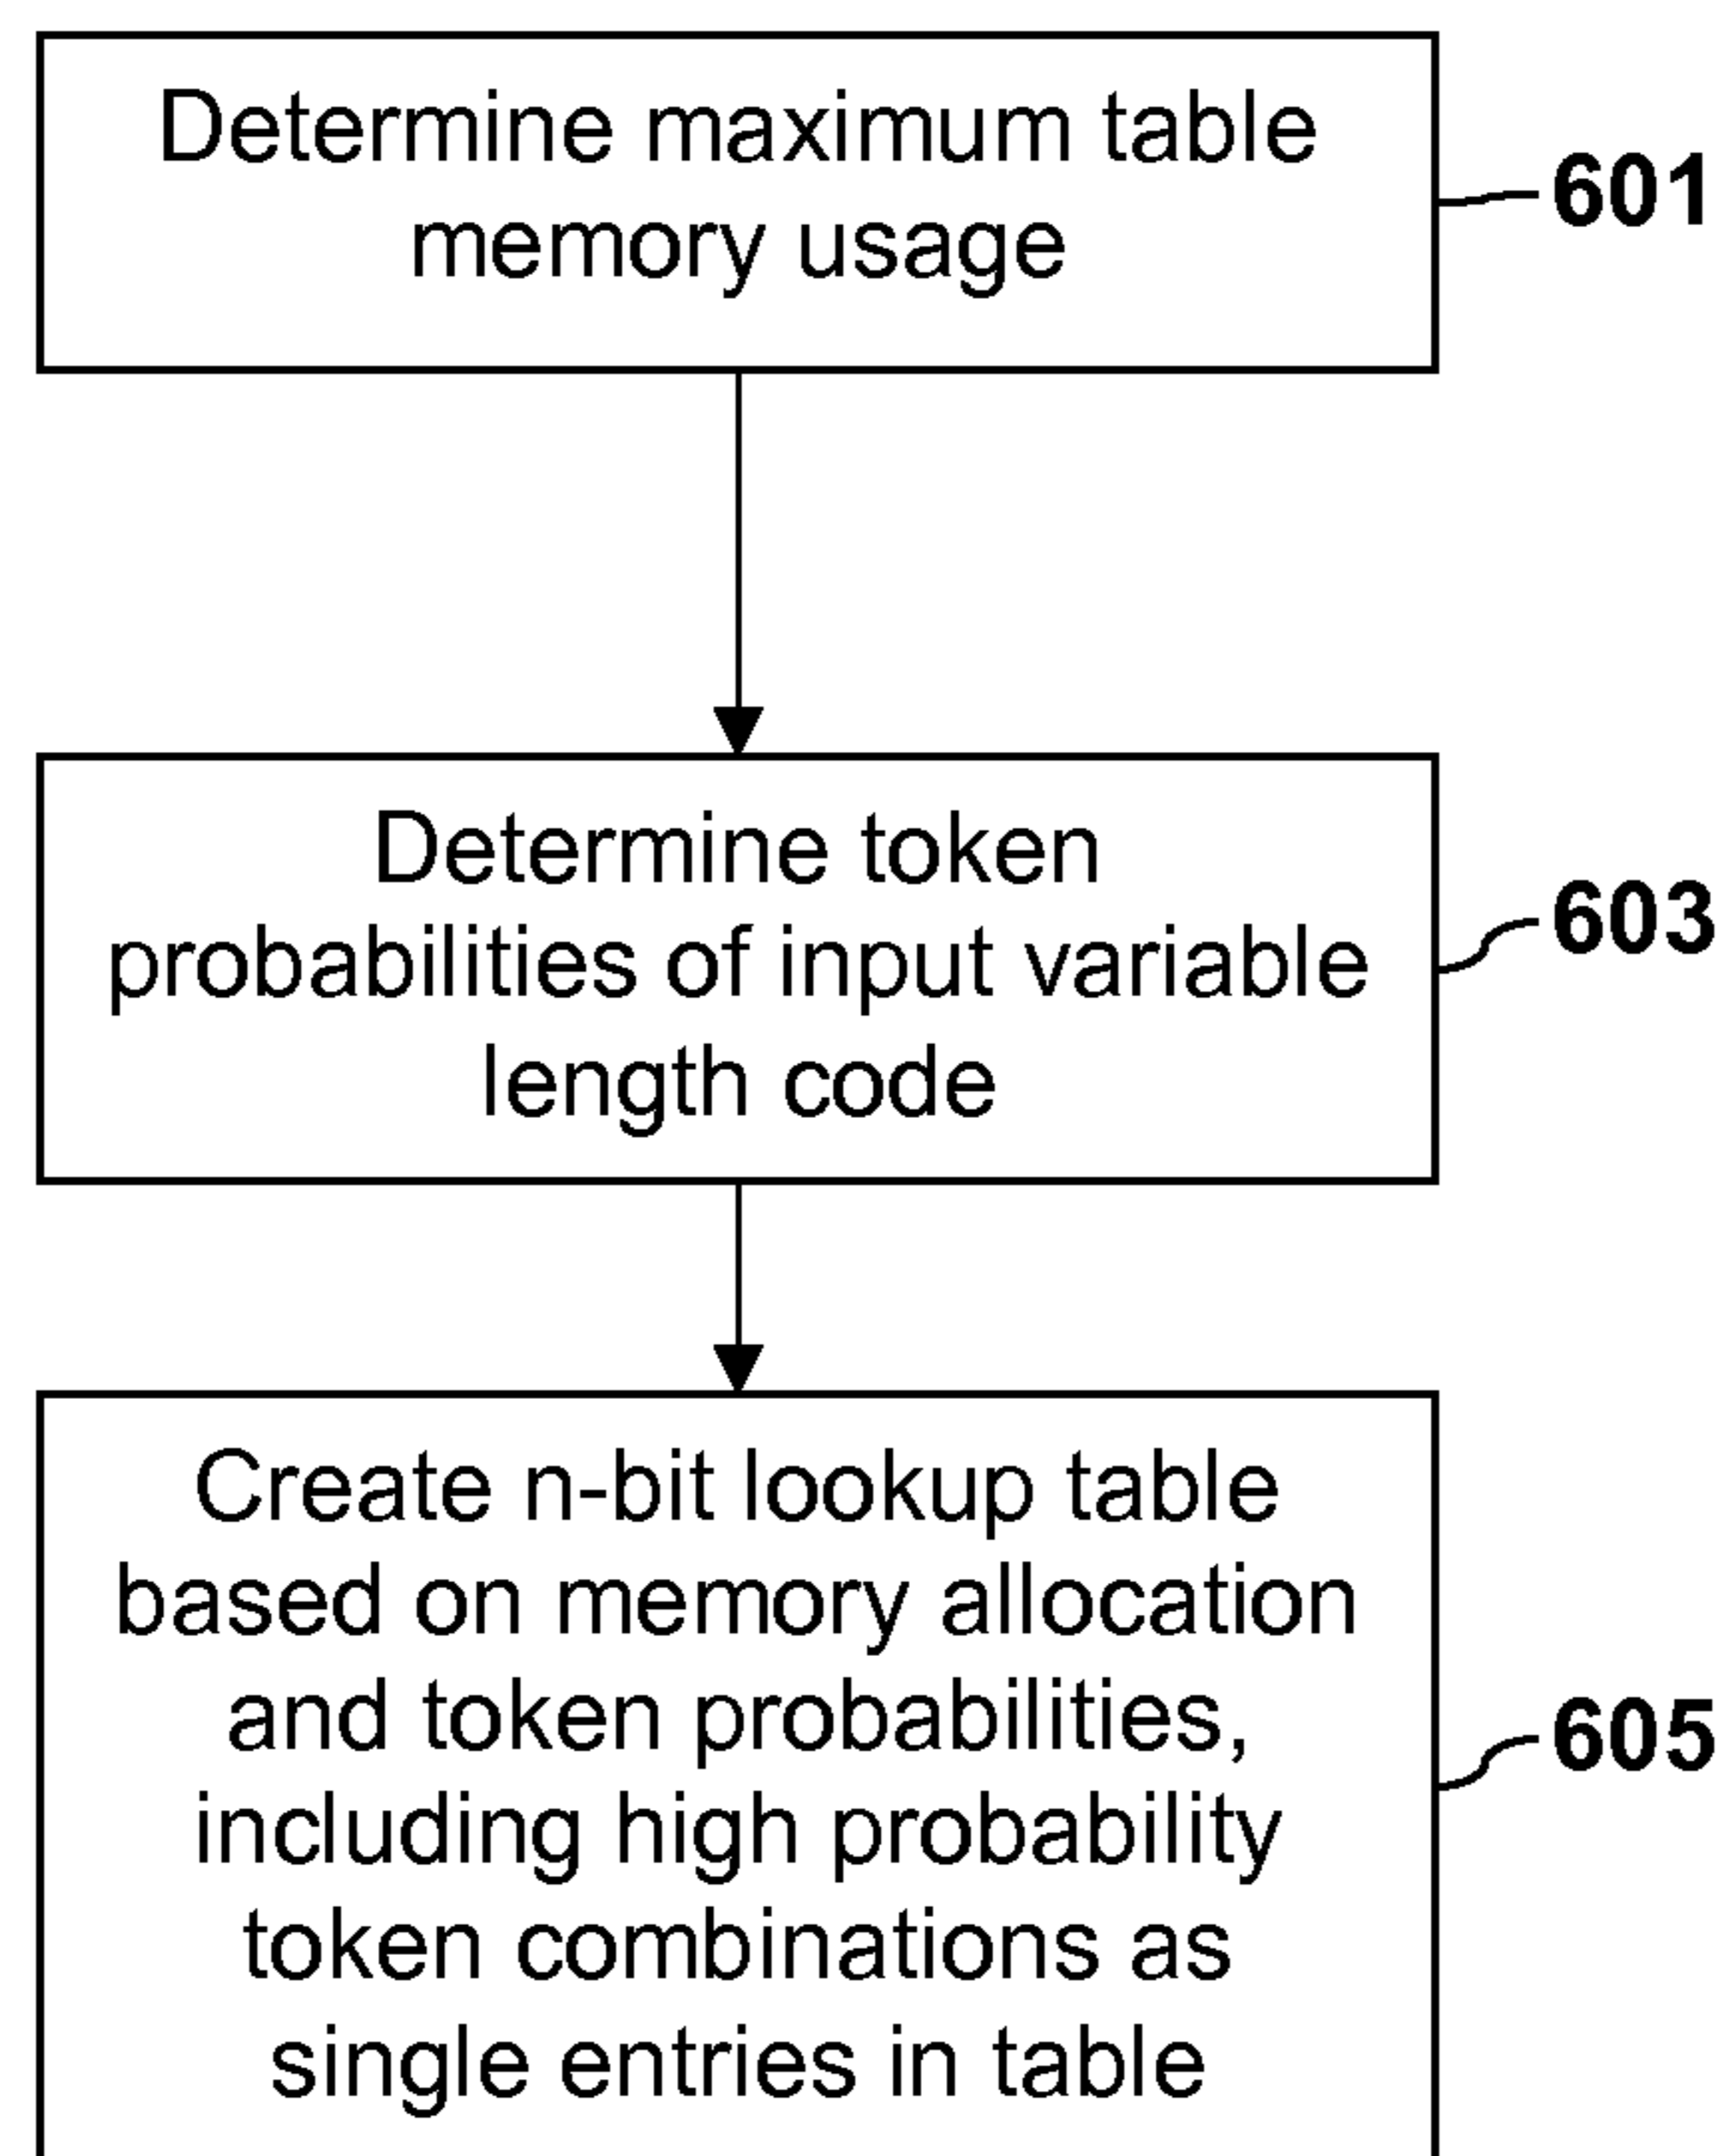 Determine maximum table
memory usage
601
Determine token
probabilities of input variable
length code
603
Create n-bit lookup table
based on memory allocation
and token probabilities,
including high probability
token combinations as
single entries in table
605